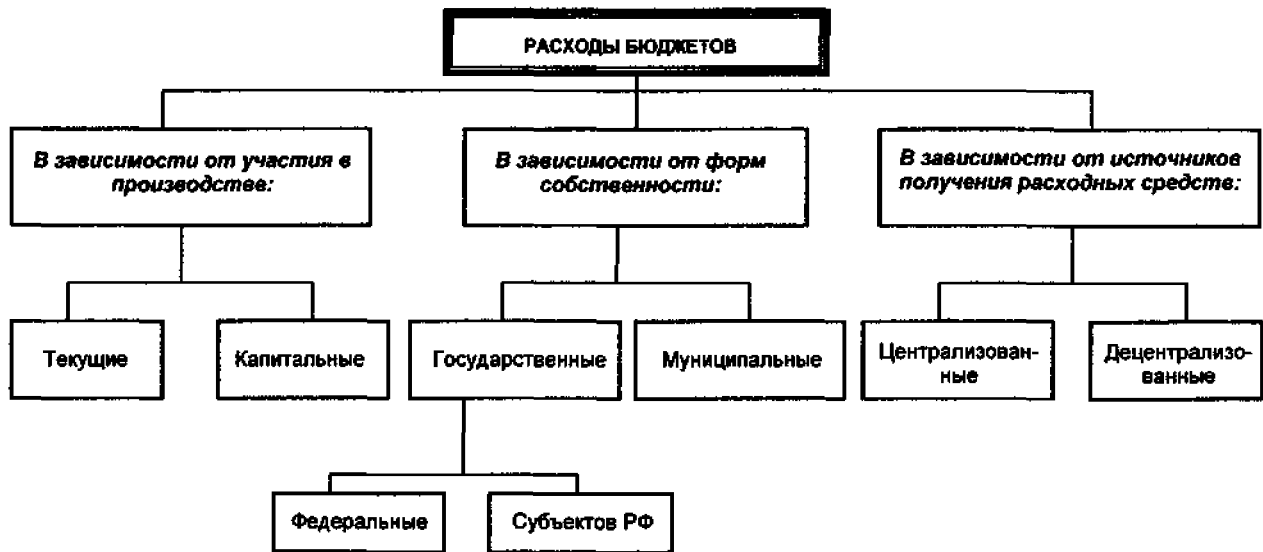 РАСХОДЫ БЮДЖЕТОВ
В зависимости от участия в
производстве:
В зависимости от форм
собственности:
В зависимости от источников
получения расходных средств:
Текущие
Капитальные
Государственные
Муниципальные
Централизован-
ные
Децентрализо-
ванные
Федеральные
Субъектов РФ